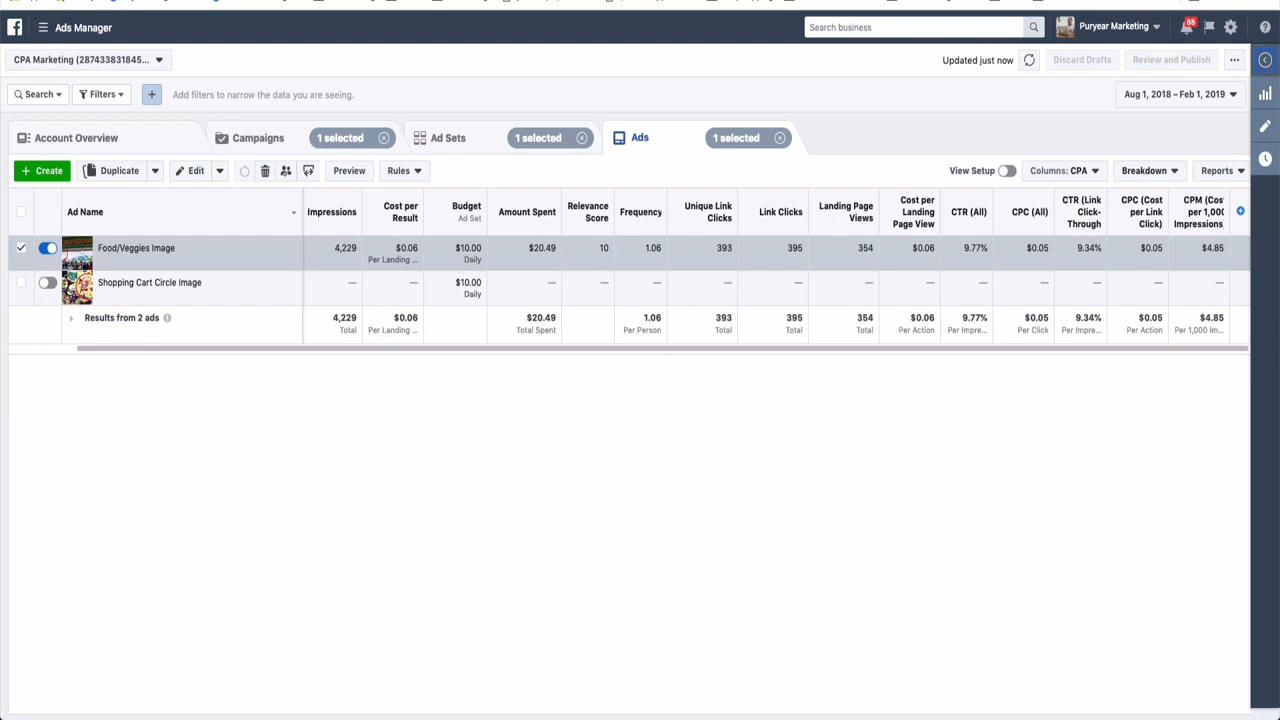 Ads Manager
Search business
Puryear Marketing
88
CPA Marketing (287433831845...
Updated just now
Discard Drafts
Review and Publish
Search
Filters
Add filters to narrow the data you are seeing.
Aug 1, 2018 – Feb 1, 2019
Account Overview
Campaigns
1 selected
Ad Sets
1 selected
Ads
1 selected
+ Create
Duplicate
Edit
Preview
Rules
View Setup
Columns: CPA
Breakdown
Reports
Ad Name
Impressions
Cost per Result
Budget
Ad Set
Amount Spent
Relevance Score
Frequency
Unique Link Clicks
Link Clicks
Landing Page Views
Cost per Landing Page View
CTR (All)
CPC (All)
CTR (Link Click-Through
CPC (Cost per Link Click)
CPM (Cost per 1,000 Impressions)
Food/Veggies Image
4,229
$0.06
Per Landing ...
$10.00
Daily
$20.49
10
1.06
393
395
354
$0.06
9.77%
$0.05
9.34%
$0.05
$4.85
Shopping Cart Circle Image
—
—
$10.00
Daily
—
—
—
—
—
—
—
—
—
—
—
—
Results from 2 ads
4,229
Total
$0.06
Per Landing ...
$20.49
Total Spent
1.06
Per Person
393
Total
395
Total
354
Total
$0.06
Per Action
9.77%
Per Impre...
$0.05
Per Click
9.34%
Per Impre...
$0.05
Per Action
$4.85
Per 1,000 Im...